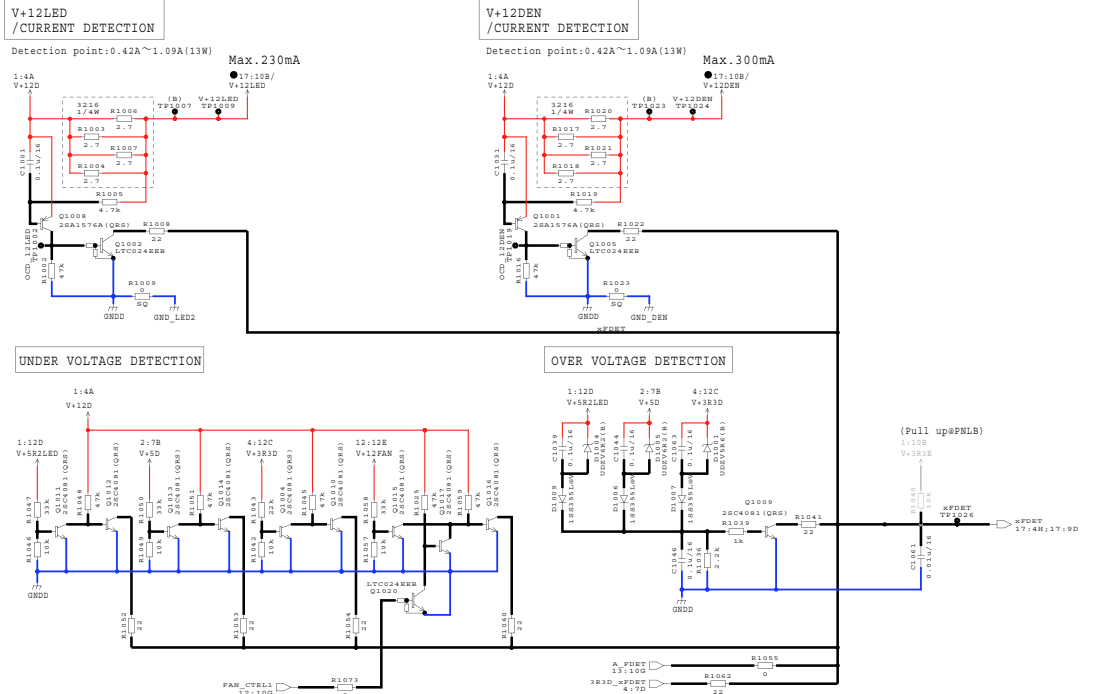 V+12LED
/CURRENT DETECTION
Detection point:0.42A～1.09A(13W)
Max.230mA
1:4A
V+12D
17:10B/
V+12LED
3216
1/4W
(B)
TP1007
V+12LED
TP1009
R1006
2.7
R1003
2.7
R1007
2.7
R1004
2.7
C1001
0.1u/16
R1005
4.7k
Q1008
2SA1576A(QRS)
R1008
22
Q1002
LTC024EEB
OCD_12LED
TP1002
R1002
47k
R1009
0
SQ
GNDD
GND_LED2
V+12DEN
/CURRENT DETECTION
Detection point:0.42A～1.09A(13W)
Max.300mA
1:4A
V+12D
17:10B/
V+12DEN
3216
1/4W
(B)
TP1023
V+12DEN
TP1024
R1020
2.7
R1017
2.7
R1021
2.7
R1018
2.7
C1031
0.1u/16
R1019
4.7k
Q1001
2SA1576A(QRS)
R1022
22
Q1005
LTC024EEB
OCD_12DEN
TP1019
R1016
47k
R1023
0
SQ
GNDD
GND_DEN
xFDET
UNDER VOLTAGE DETECTION
1:4A
V+12D
1:12D
V+5R2LED
2:7B
V+5D
4:12C
V+3R3D
12:12E
V+12FAN
R1047
33k
R1046
10k
Q1011
2SC4081(QRS)
R1048
47k
Q1012
2SC4081(QRS)
R1050
33k
R1049
10k
Q1013
2SC4081(QRS)
R1051
47k
Q1014
2SC4081(QRS)
R1043
22k
R1042
10k
Q1004
2SC4081(QRS)
R1045
47k
Q1010
2SC4081(QRS)
R1058
33k
R1057
10k
Q1015
2SC4081(QRS)
R1025
47k
Q1017
2SC4081(QRS)
R1059
47k
Q1016
2SC4081(QRS)
GNDD
LTC024EEB
Q1020
R1052
22
R1053
22
R1054
22
R1060
22
FAN_CTRL1
12:10G
R1073
OVER VOLTAGE DETECTION
1:12D
V+5R2LED
2:7B
V+5D
4:12C
V+3R3D
C1039
0.1u/16
D1004
UDZV6R2(B)
C1044
0.1u/16
D1005
UDZV6R2(B)
C1063
0.1u/16
D1001
UDZV5R6(B)
D1009
1SS355LeV
D1006
1SS355LeV
D1007
1SS355LeV
Q1009
2SC4081(QRS)
R1039
1k
R1041
22
C1046
0.1u/16
R1036
2.2k
GNDD
(Pull up@PNLB)
1:10B
V+3R3E
xFDET
TP1026
xFDET
17:4H;17:9D
C1061
0.01u/16
A_FDET
13:10G
R1055
0
3R3D_xFDET
4:7D
R1062
22